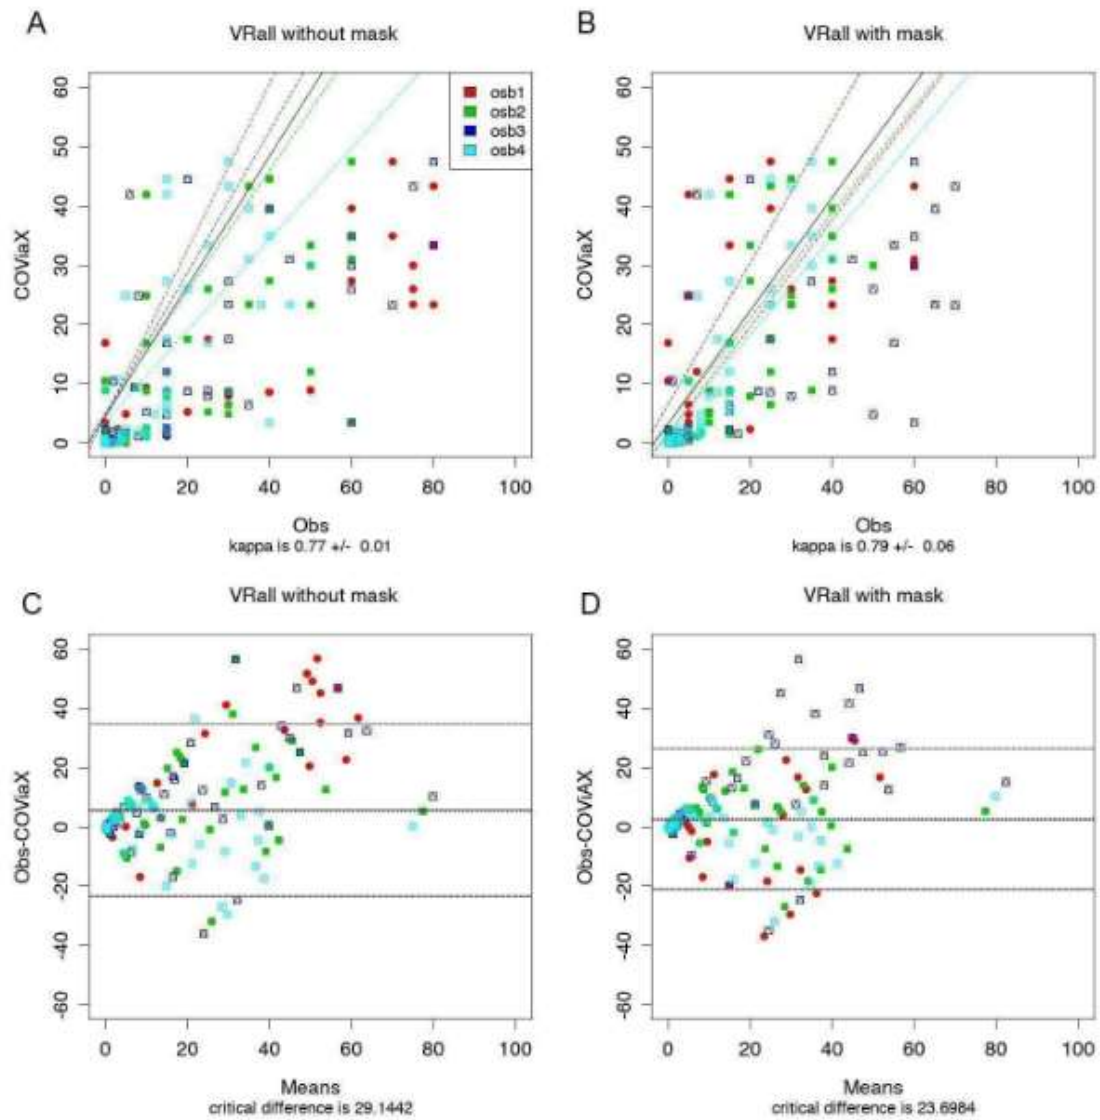 A
VRall without mask
COViaX
60
50
40
30
20
10
0
osb1
osb2
osb3
osb4
0 20 40 60 80 100
Obs
kappa is 0.77 +/- 0.01
B
VRall with mask
COViaX
60
50
40
30
20
10
0
0 20 40 60 80 100
Obs
kappa is 0.79 +/- 0.06
C
VRall without mask
Obs-COViaX
60
40
20
0
-20
-40
-60
0 20 40 60 80 100
Means
critical difference is 29.1442
D
VRall with mask
Obs-COViAX
60
40
20
0
-20
-40
-60
0 20 40 60 80 100
Means
critical difference is 23.6984